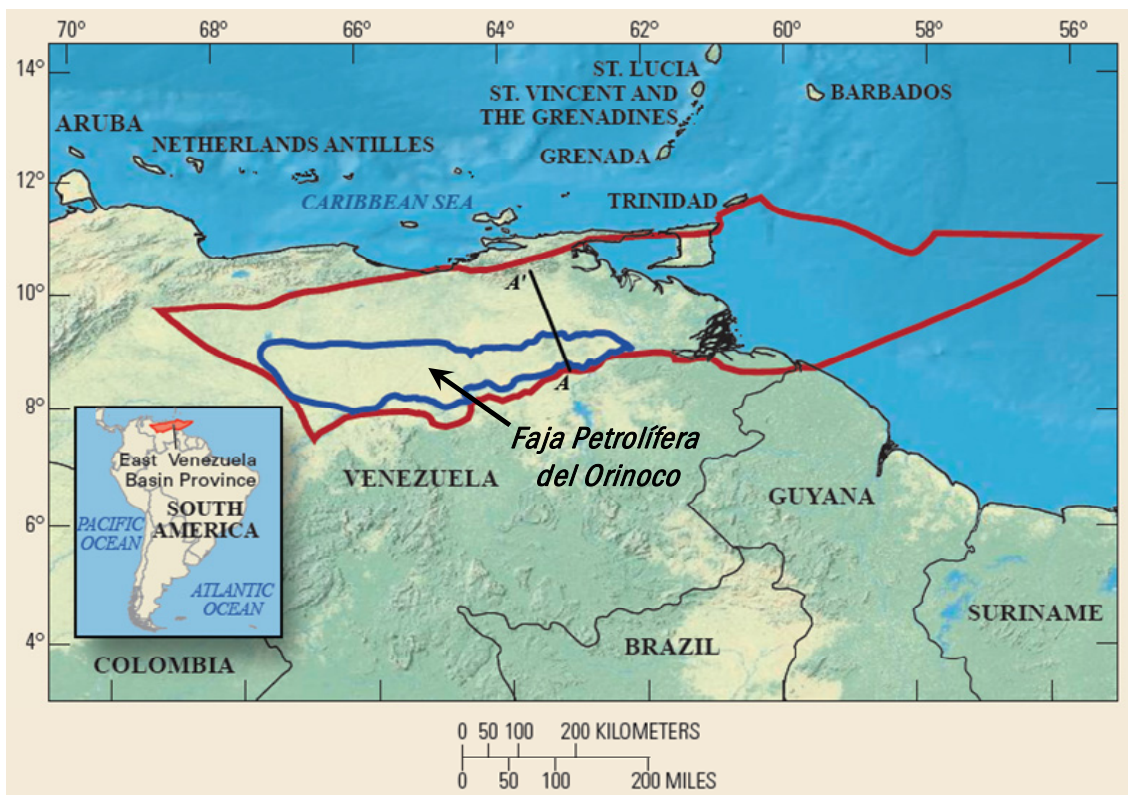 70° 68° 66° 64° 62° 60° 58° 56°
14°
12°
10°
8°
6°
4°
ST. LUCIA
ST. VINCENT AND
THE GRENADINES
BARBADOS
ARUBA
NETHERLANDS ANTILLES
GRENADA
CARIBBEAN SEA
TRINIDAD
A'
A
Faja Petrolífera
del Orinoco
VENEZUELA
GUYANA
SURINAME
BRAZIL
COLOMBIA
East Venezuela
Basin Province
SOUTH
AMERICA
PACIFIC
OCEAN
ATLANTIC
OCEAN
0 50 100 200 KILOMETERS
0 50 100 200 MILES